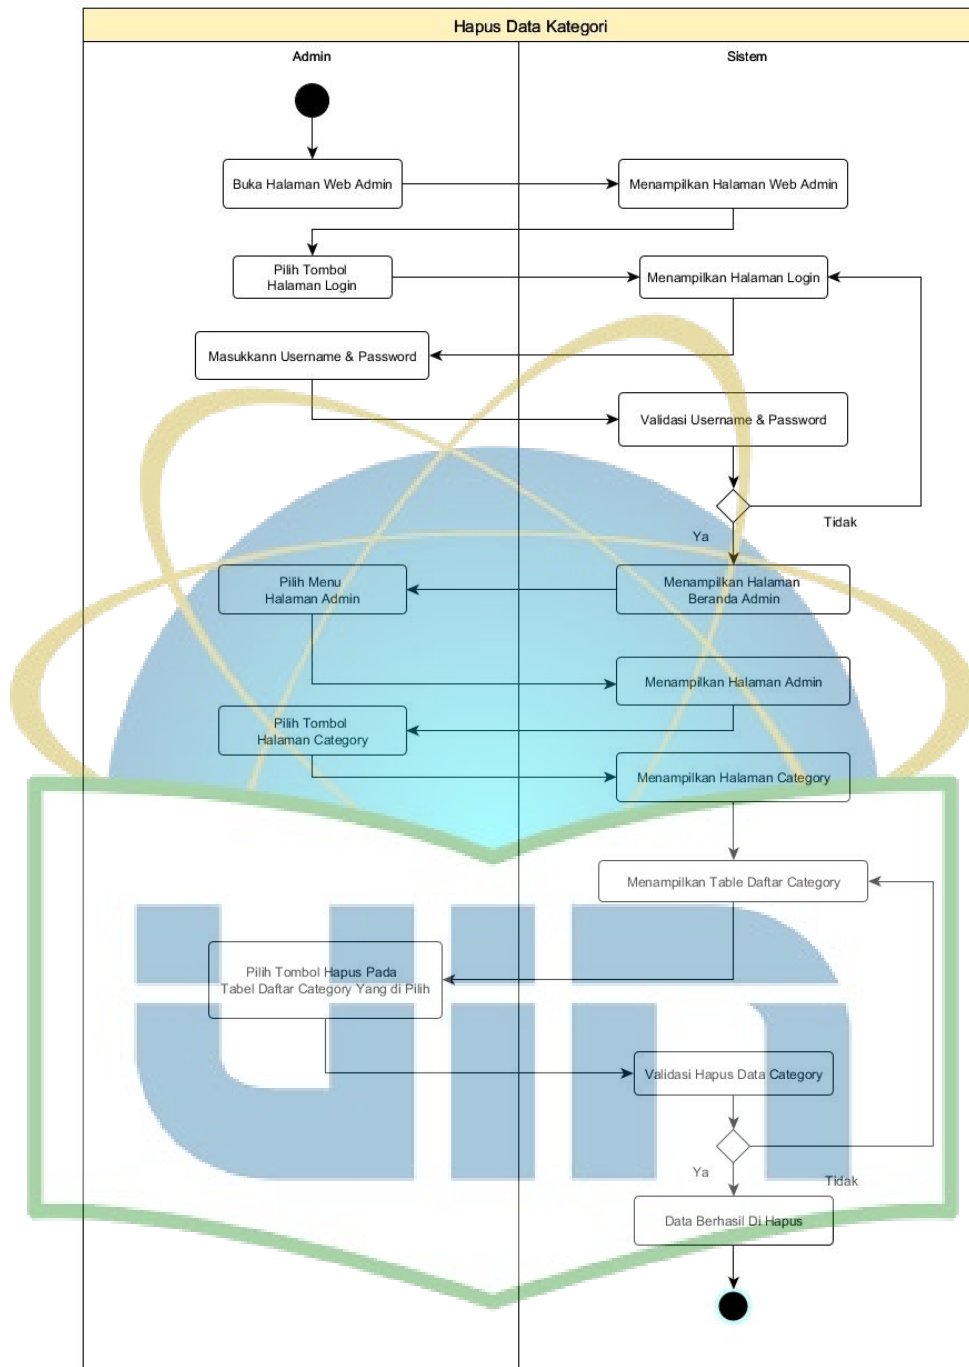 Hapus Data Kategori
Admin
Sistem
Buka Halaman Web Admin
Menampilkan Halaman Web Admin
Pilih Tombol
Halaman Login
Menampilkan Halaman Login
Masukkann Username & Password
Validasi Username & Password
Tidak
Ya
Pilih Menu
Halaman Admin
Menampilkan Halaman
Beranda Admin
Menampilkan Halaman Admin
Pilih Tombol
Halaman Category
Menampilkan Halaman Category
Menampilkan Table Daftar Category
Pilih Tombol Hapus Pada
Tabel Daftar Category Yang di Pilih
Validasi Hapus Data Category
Ya
Tidak
Data Berhasil Di Hapus
uin